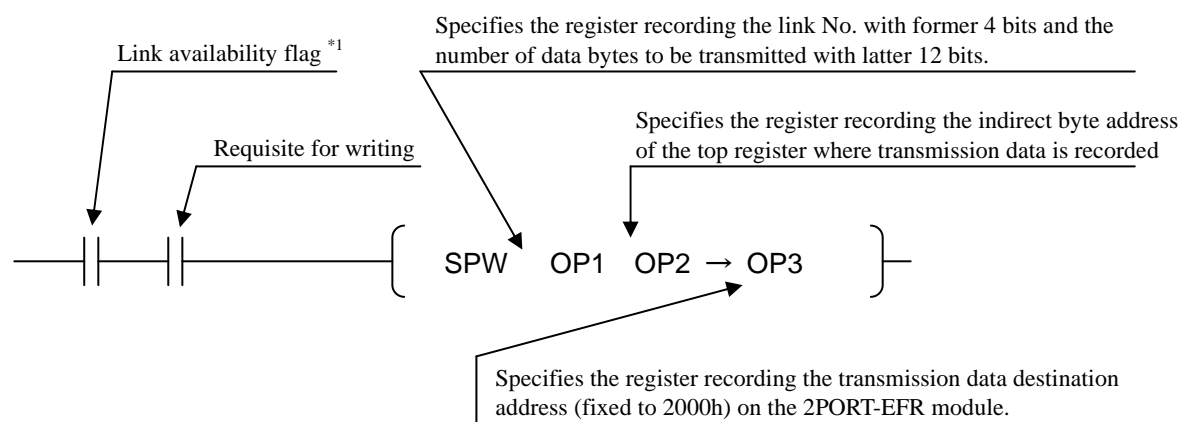 Specifies the register recording the link No. with former 4 bits and the
number of data bytes to be transmitted with latter 12 bits.
Link availability flag *1
Specifies the register recording the indirect byte address
of the top register where transmission data is recorded
Requisite for writing
SPW OP1 OP2 → OP3
Specifies the register recording the transmission data destination
address (fixed to 2000h) on the 2PORT-EFR module.